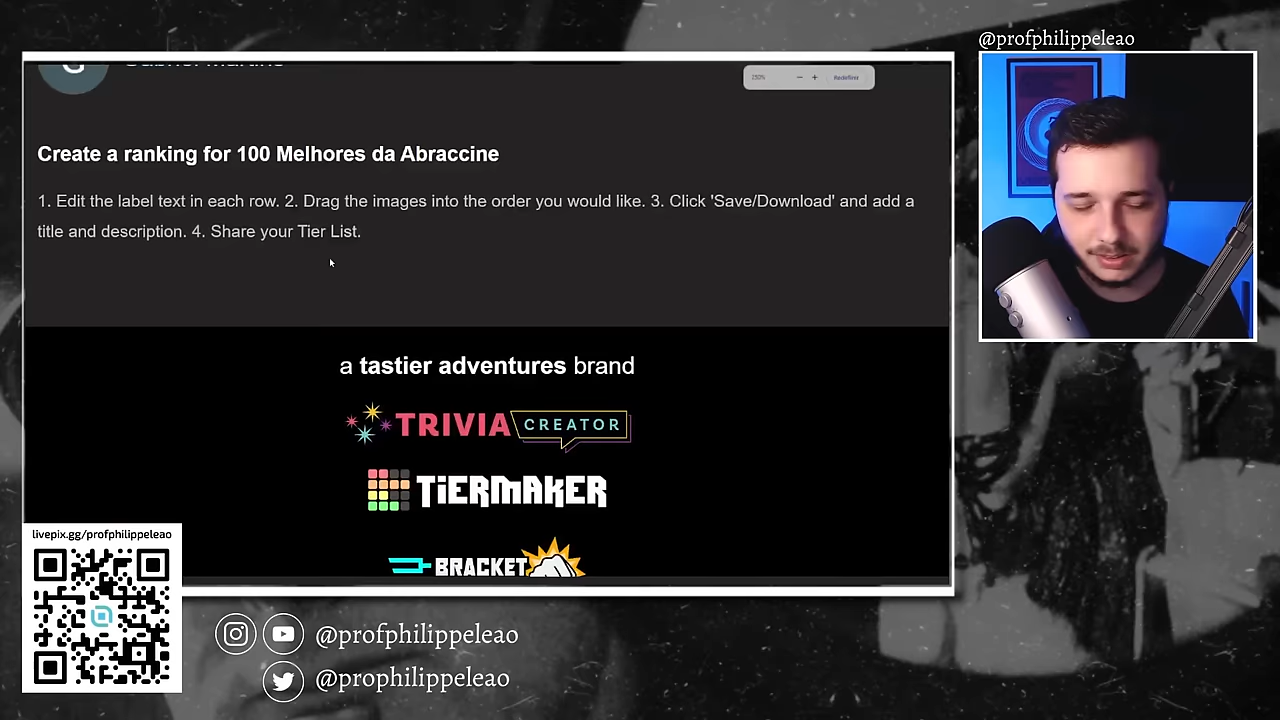 @profphilippeleao
Redefinir
Create a ranking for 100 Melhores da Abraccine
1. Edit the label text in each row. 2. Drag the images into the order you would like. 3. Click 'Save/Download' and add a
title and description. 4. Share your Tier List.
a tastier adventures brand
TRIVIA CREATOR
TiERMAKER
BRACKET
livepix.gg/profphilippeleao
@profphilippeleao
@prophilippeleao